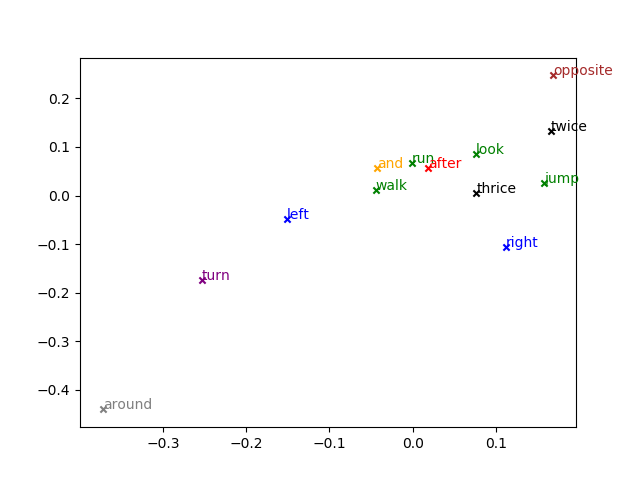 opposite
0.2
twice
0.1
run
look
and
after
walk
jump
thrice
0.0
left
right
−0.1
turn
−0.2
−0.3
−0.4
around
−0.3 −0.2 −0.1 0.0 0.1